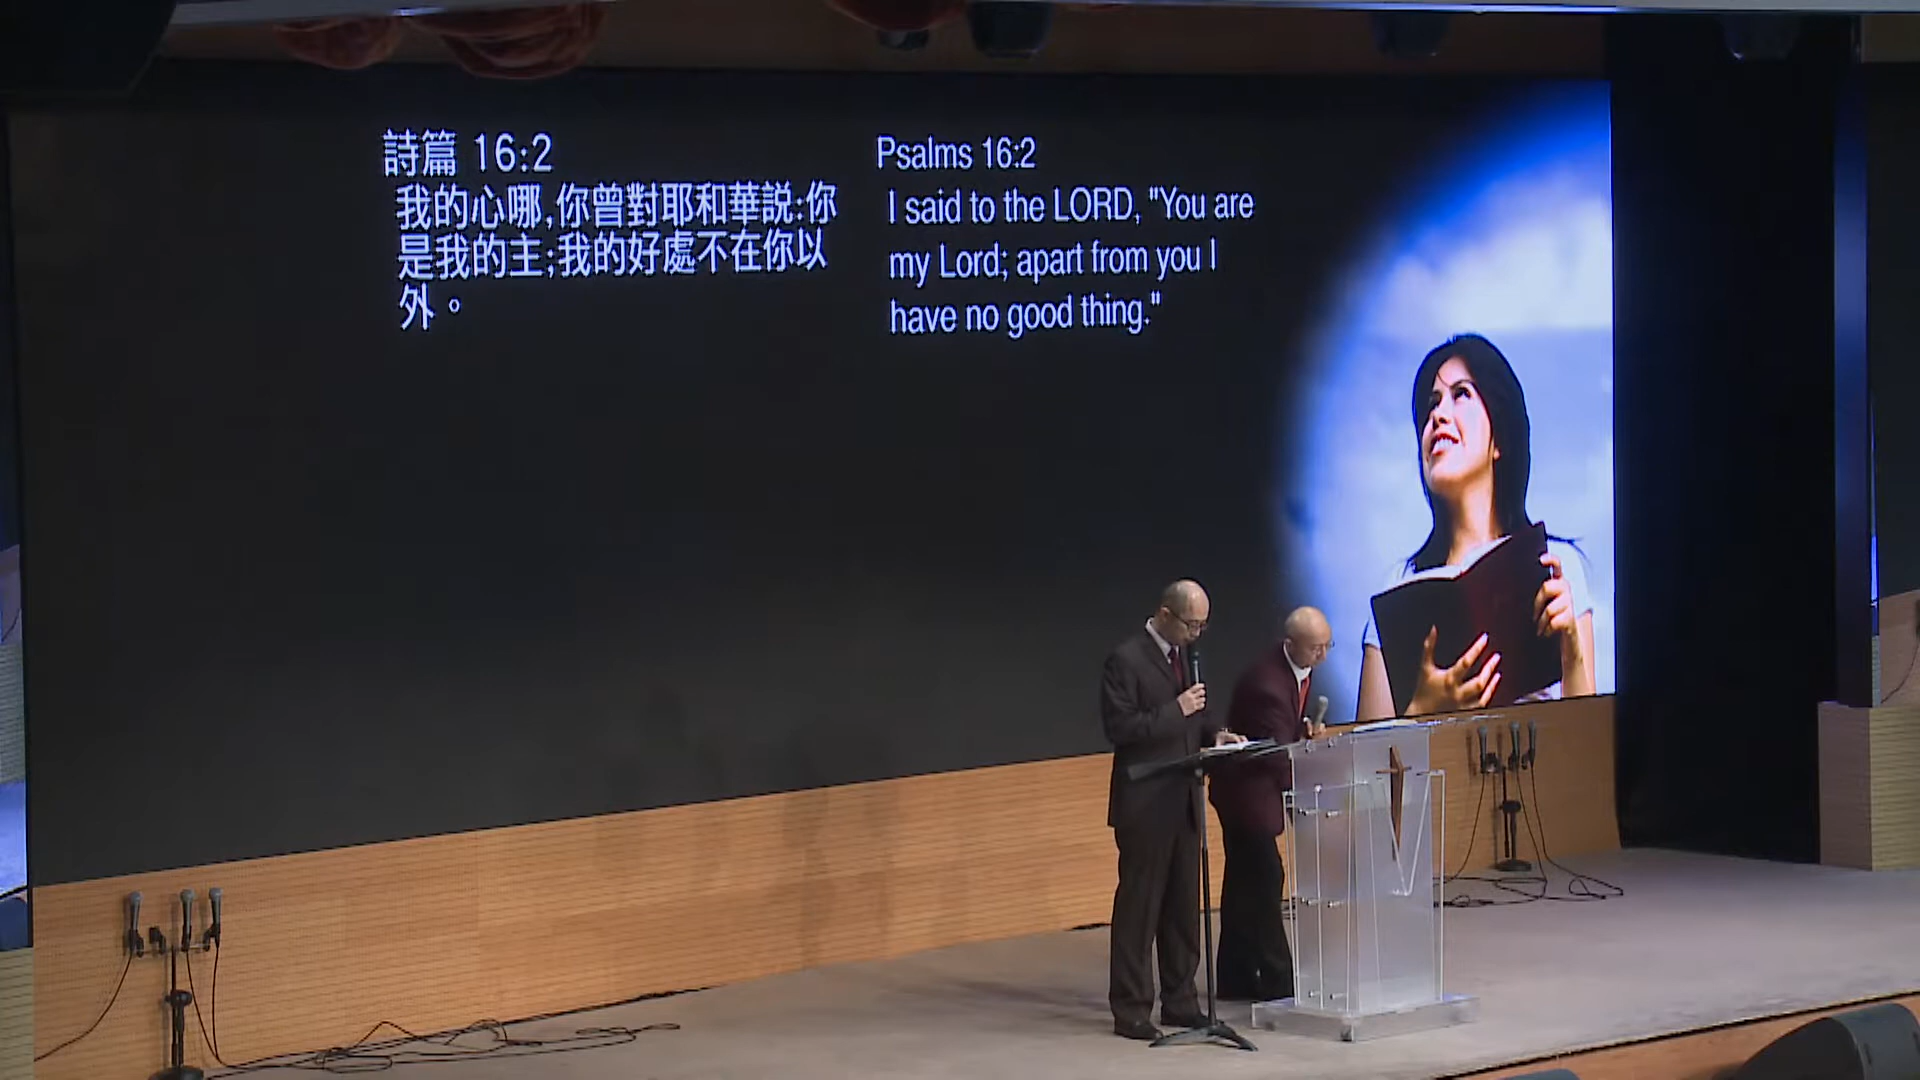 詩篇 16:2
我的心哪,你曾對耶和華説:你
是我的主;我的好處不在你以
外。
Psalms 16:2
I said to the LORD, "You are
my Lord; apart from you I
have no good thing."